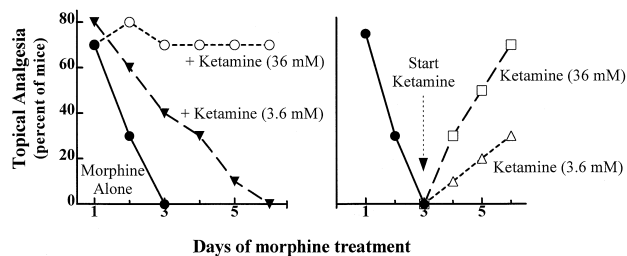 Topical Analgesia
(percent of mice)
80
60
40
20
0
+ Ketamine (36 mM)
+ Ketamine (3.6 mM)
Morphine
Alone
1
3
5
Start
Ketamine
Ketamine (36 mM)
Ketamine (3.6 mM)
1
3
5
Days of morphine treatment